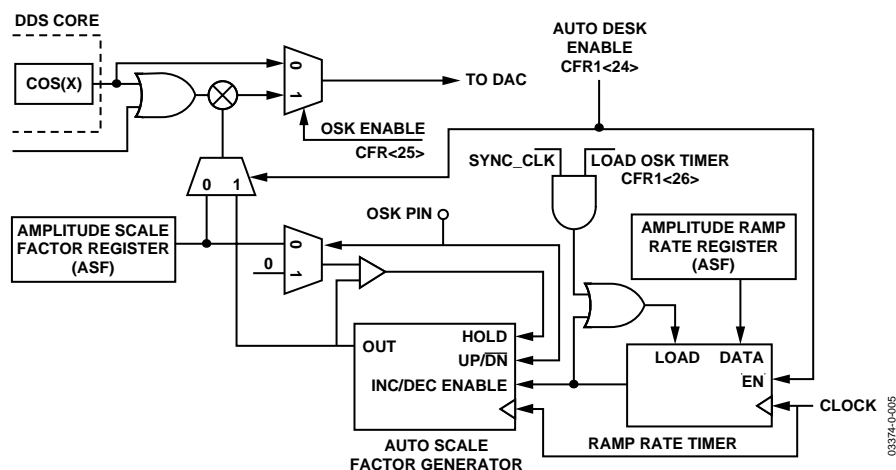 DDS CORE
COS(X)
0
1
TO DAC
OSK ENABLE
CFR<25>
AUTO DESK
ENABLE
CFR1<24>
SYNC_CLK
LOAD OSK TIMER
CFR1<26>
0 1
OSK PIN
AMPLITUDE SCALE
FACTOR REGISTER
(ASF)
0
0
1
AMPLITUDE RAMP
RATE REGISTER
(ASF)
HOLD
OUT
UP/DN
INC/DEC ENABLE
LOAD DATA
EN
CLOCK
RAMP RATE TIMER
AUTO SCALE
FACTOR GENERATOR
03374-0-005